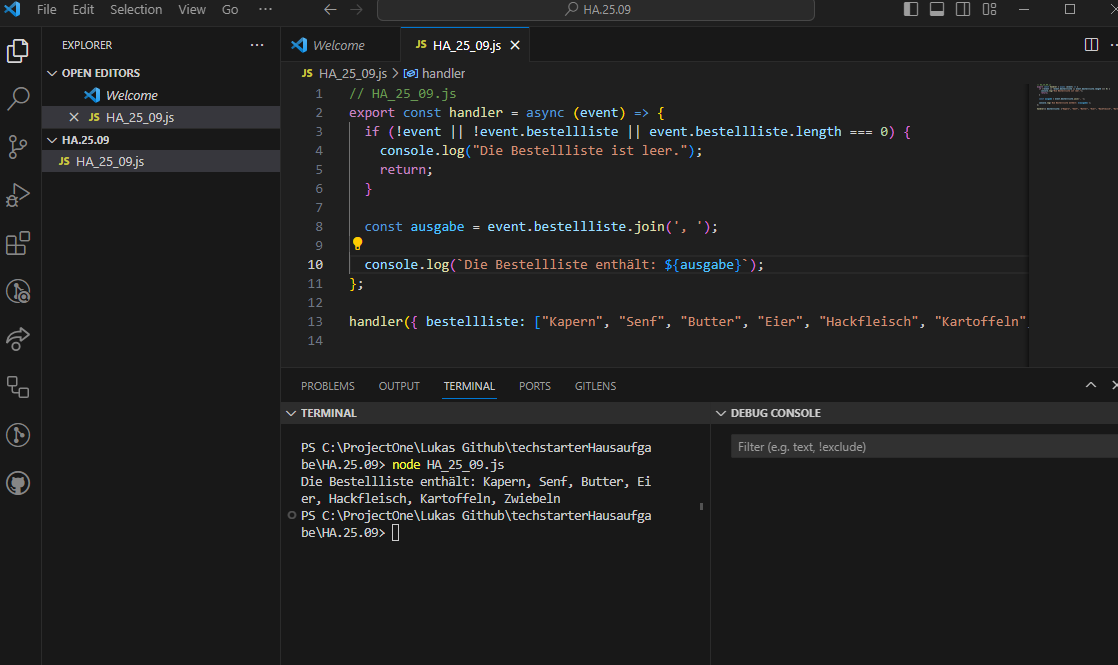 File Edit Selection View Go ··· HA.25.09
EXPLORER ···
OPEN EDITORS
Welcome
JS HA_25_09.js
HA.25.09
JS HA_25_09.js
Welcome JS HA_25_09.js
JS HA_25_09.js > handler
1 // HA_25_09.js
2 export const handler = async (event) => {
3 if (!event || !event.bestellliste || event.bestellliste.length === 0) {
4 console.log("Die Bestellliste ist leer.");
5 return;
6 }
7
8 const ausgabe = event.bestellliste.join(', ');
9
10 console.log(`Die Bestellliste enthält: ${ausgabe}`);
11 };
12
13 handler({ bestellliste: ["Kapern", "Senf", "Butter", "Eier", "Hackfleisch", "Kartoffeln",
14
PROBLEMS OUTPUT TERMINAL PORTS GITLENS
TERMINAL
PS C:\ProjectOne\Lukas Github\techstarterHausaufga
be\HA.25.09> node HA_25_09.js
Die Bestellliste enthält: Kapern, Senf, Butter, Ei
er, Hackfleisch, Kartoffeln, Zwiebeln
PS C:\ProjectOne\Lukas Github\techstarterHausaufga
be\HA.25.09>
DEBUG CONSOLE
Filter (e.g. text, !exclude)